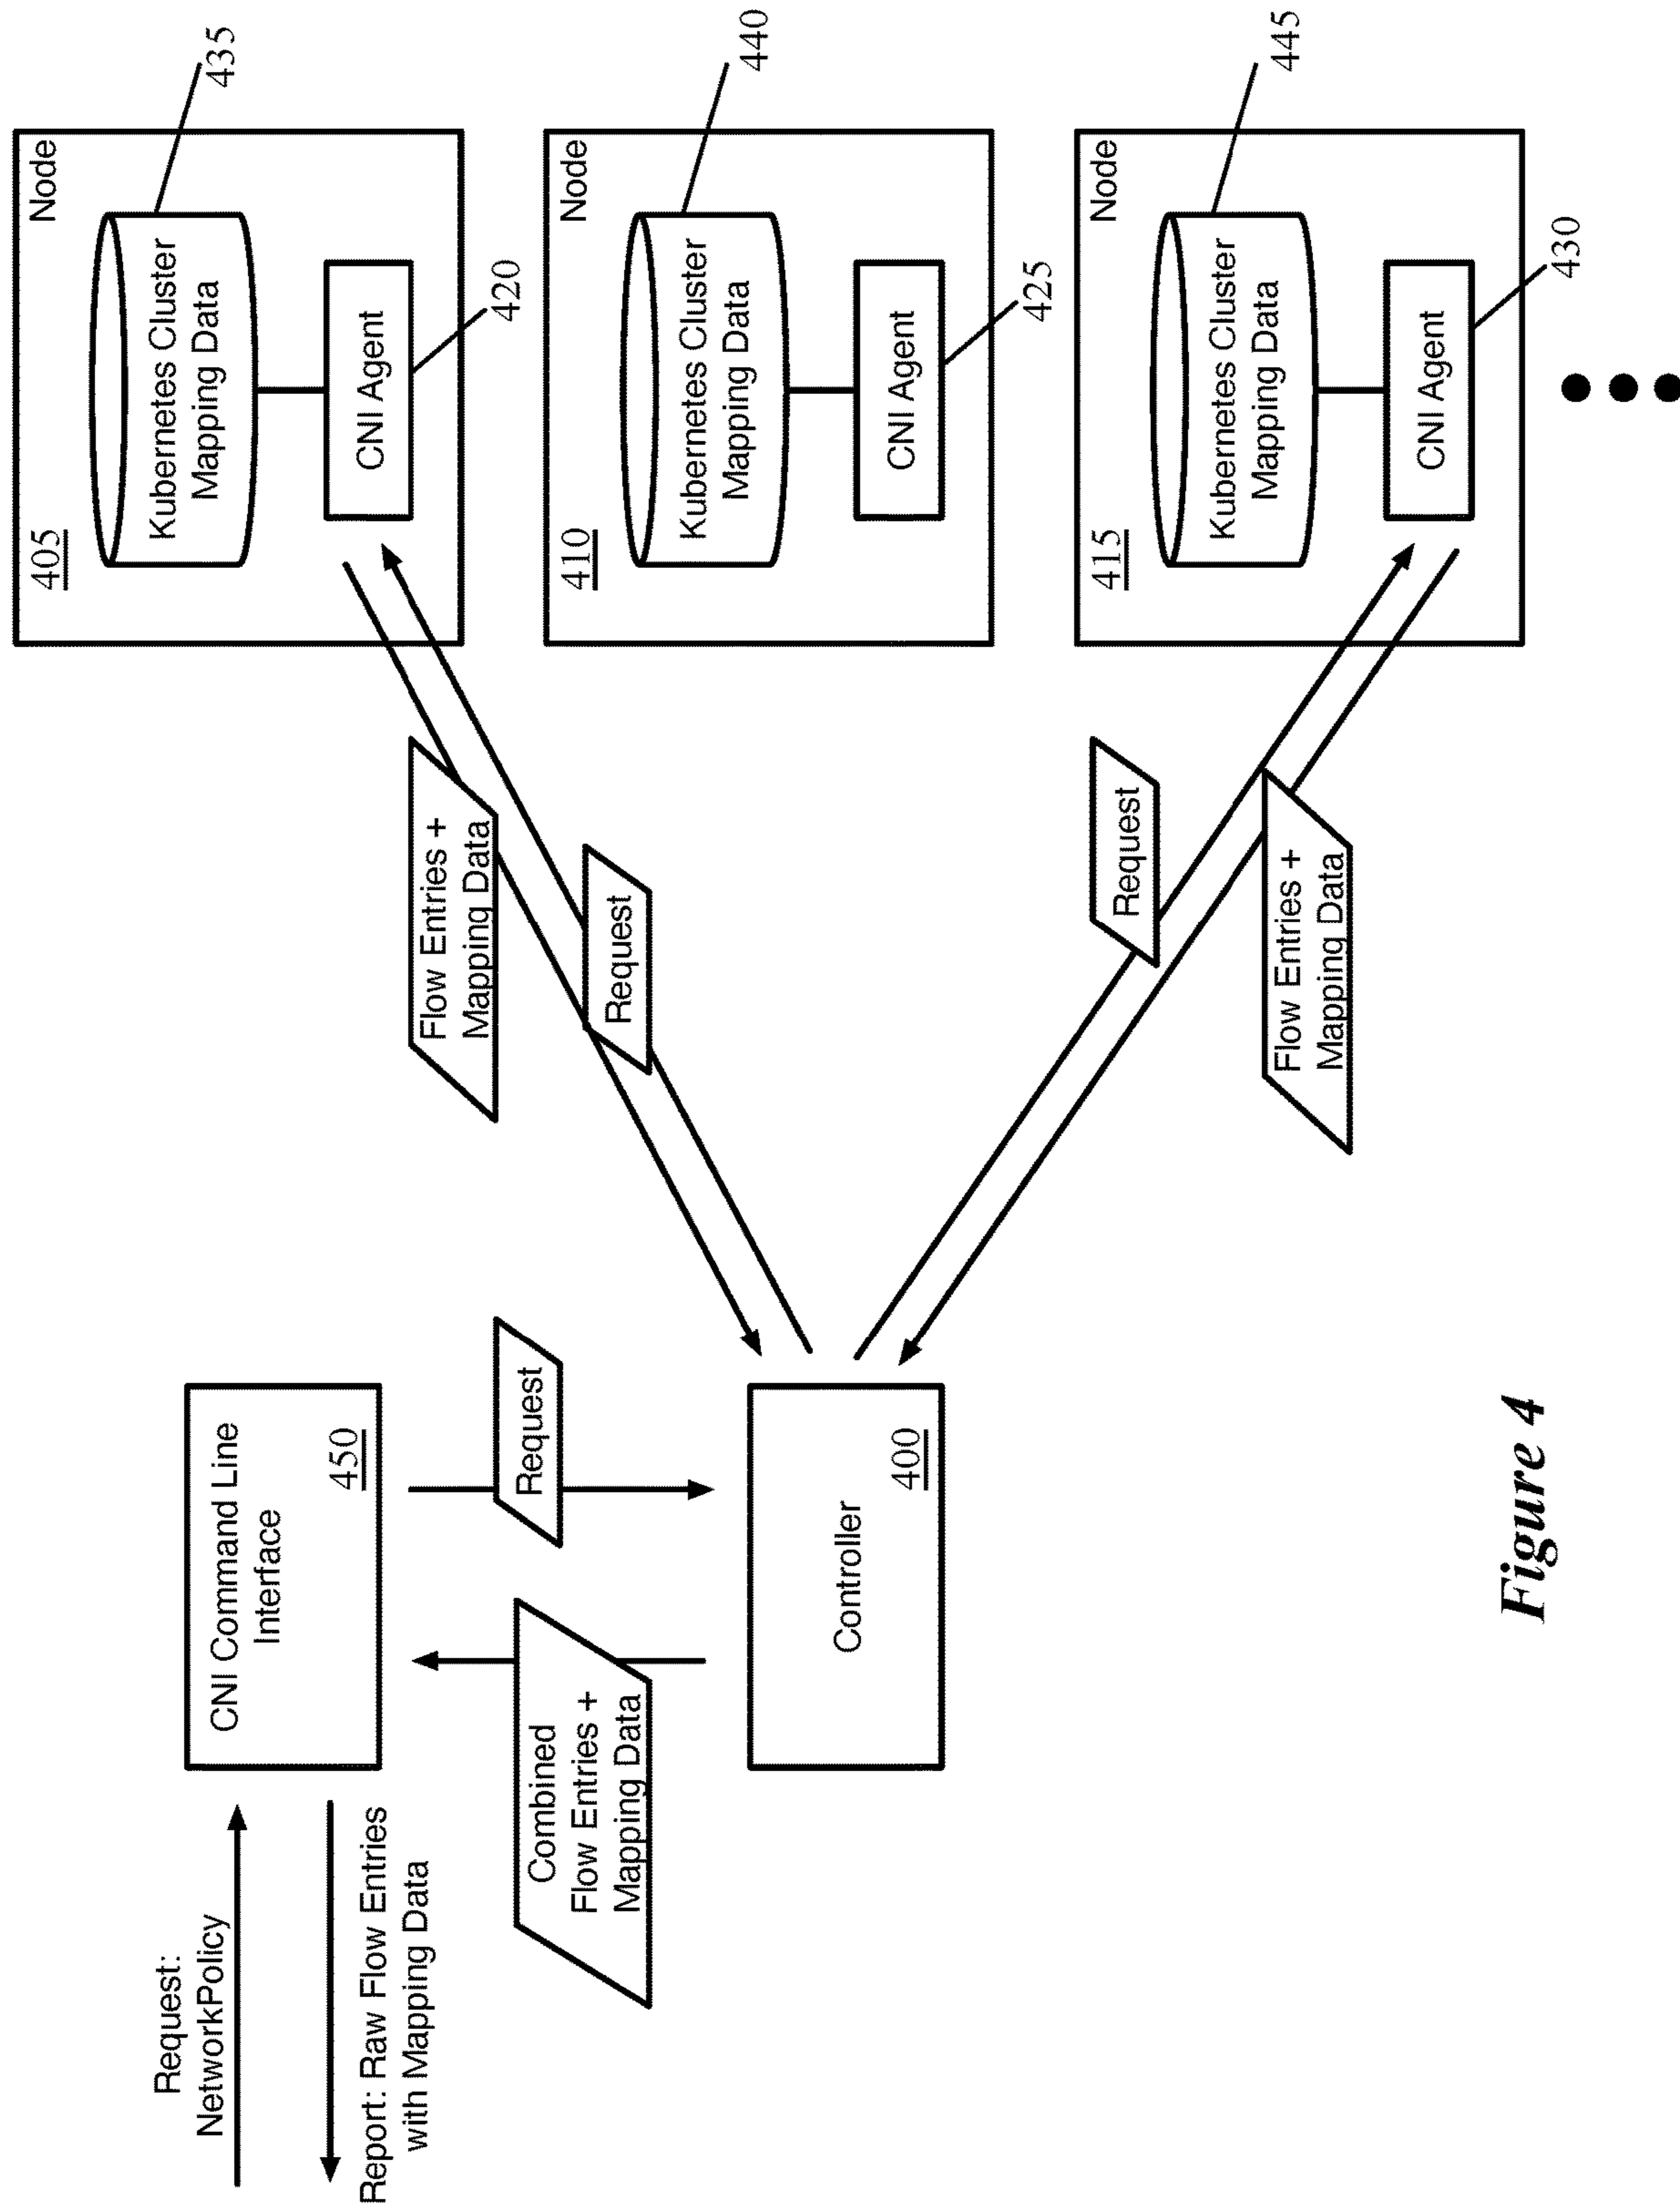 Request:
NetworkPolicy
Report: Raw Flow Entries
with Mapping Data
CNI Command Line
Interface
450
Request
Combined
Flow Entries +
Mapping Data
Controller
400
Flow Entries +
Mapping Data
Request
Request
Flow Entries +
Mapping Data
405
Node
Kubernetes Cluster
Mapping Data
435
CNI Agent
420
410
Node
Kubernetes Cluster
Mapping Data
440
CNI Agent
425
415
Node
Kubernetes Cluster
Mapping Data
445
CNI Agent
430
Figure 4